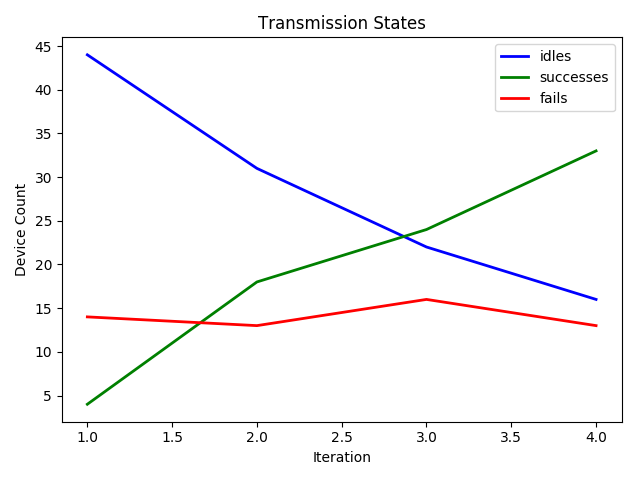 Transmission States
idles
successes
fails
Device Count
45
40
35
30
25
20
15
10
5
1.0 1.5 2.0 2.5 3.0 3.5 4.0
Iteration